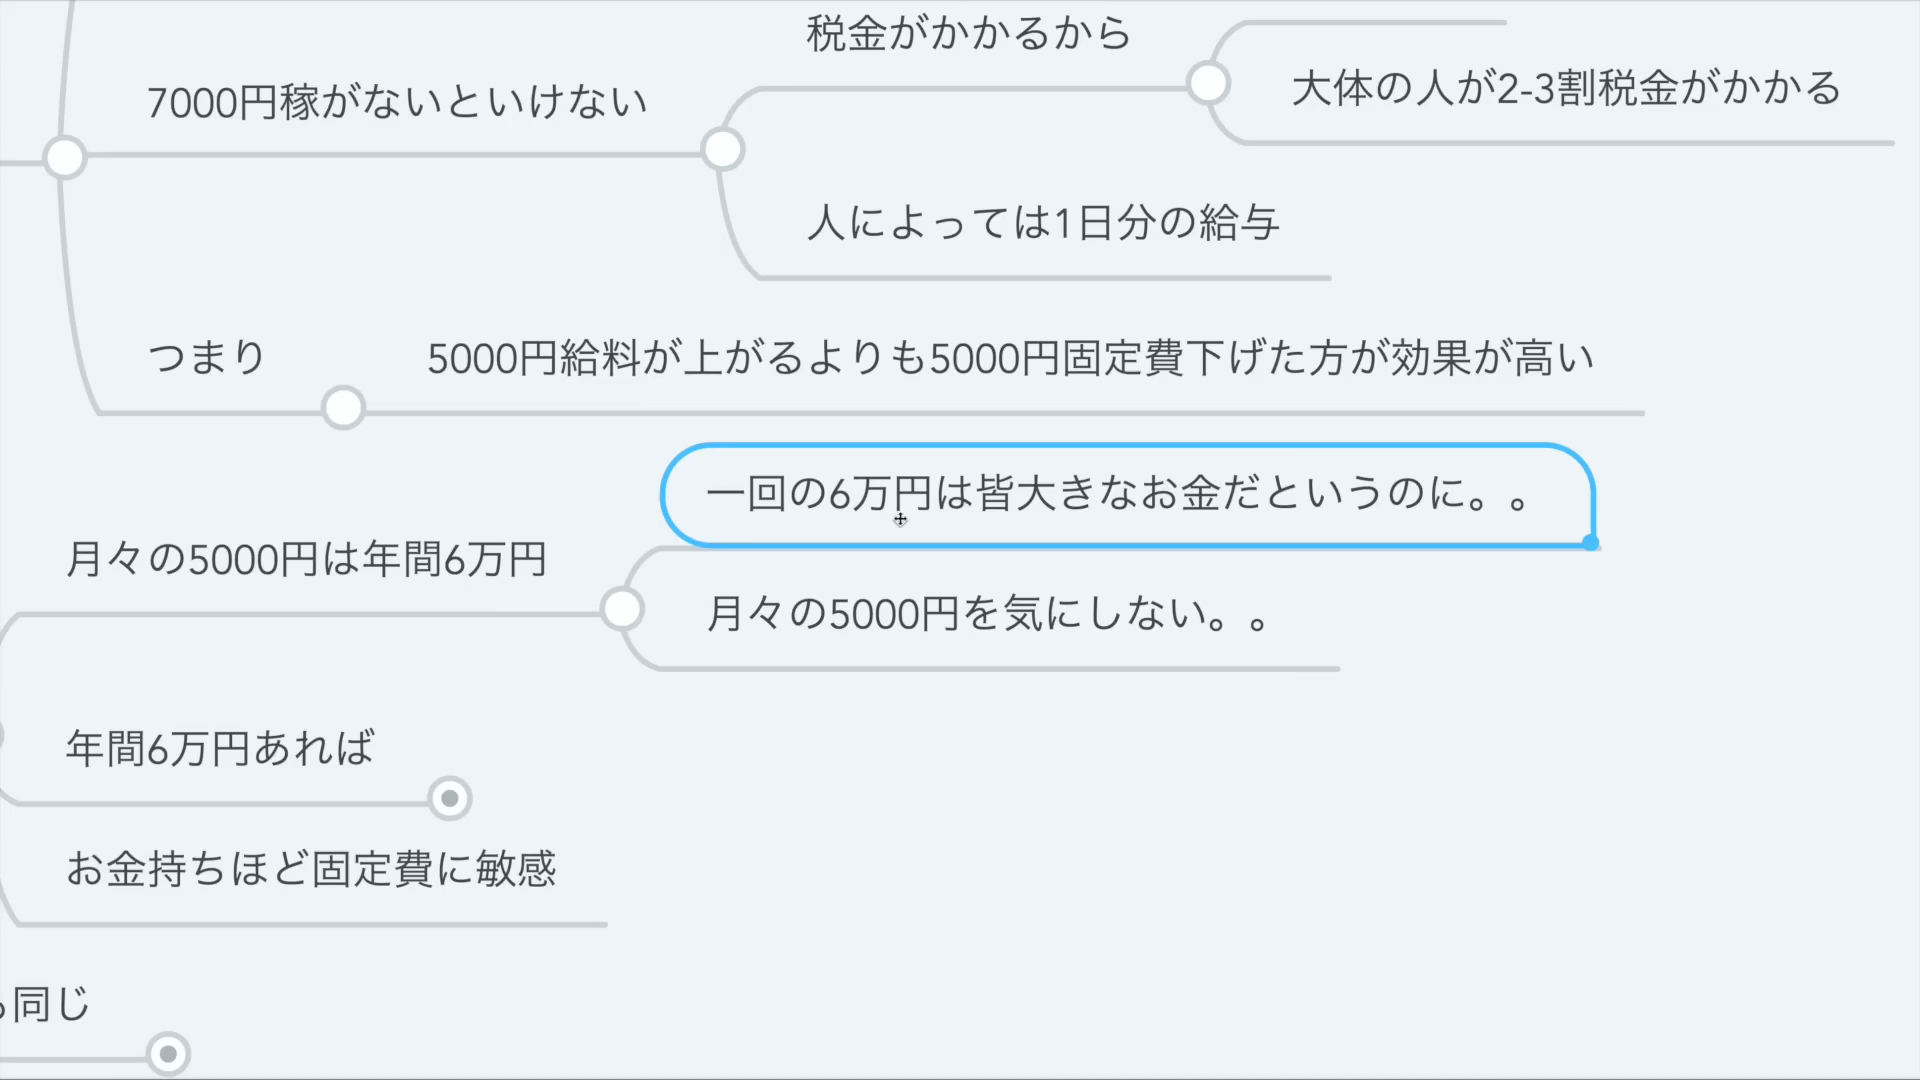 税金がかかるから
大体の人が2-3割税金がかかる
7000円稼がないといけない
人によっては1日分の給与
つまり
5000円給料が上がるよりも5000円固定費下げた方が効果が高い
一回の6万円は皆大きなお金だというのに。。
月々の5000円は年間6万円
月々の5000円を気にしない。。
年間6万円あれば
お金持ちほど固定費に敏感
同じ